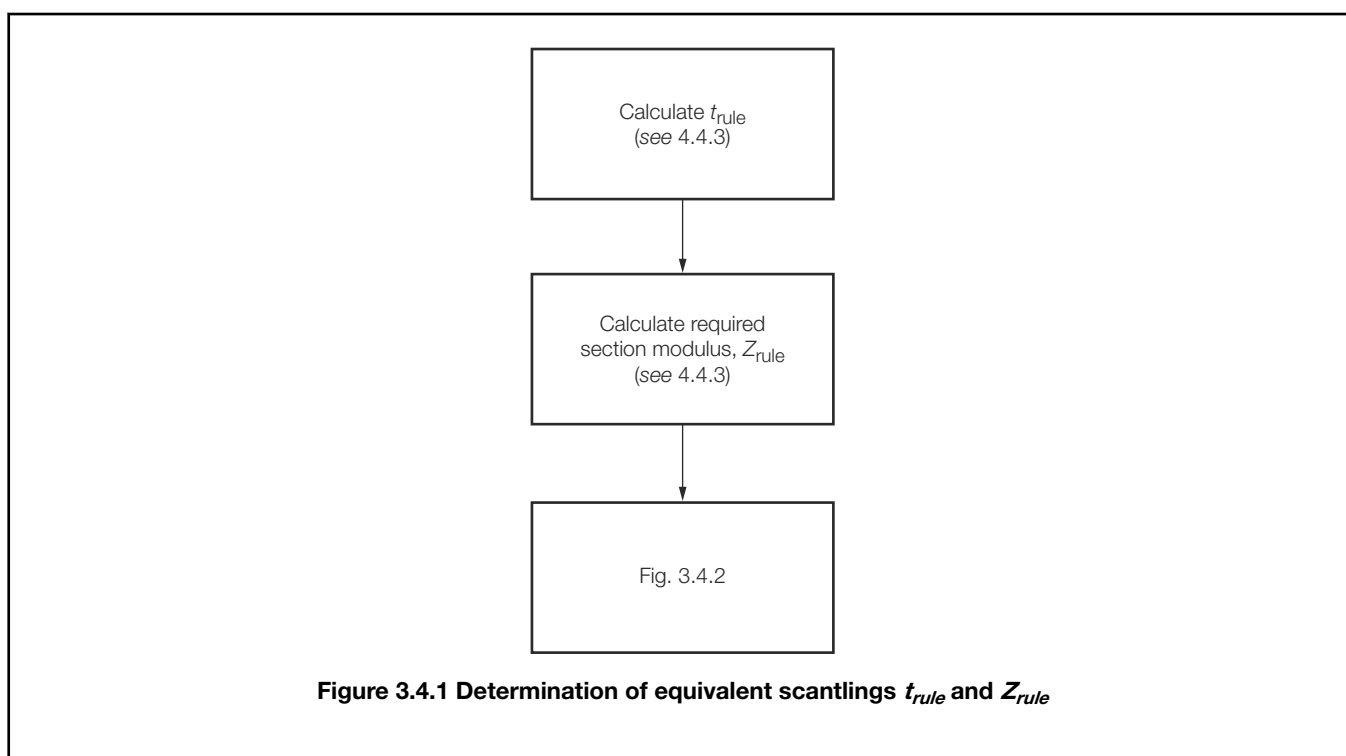 Calculate t_rule
(see 4.4.3)
Calculate required
section modulus, Z_rule
(see 4.4.3)
Fig. 3.4.2
Figure 3.4.1 Determination of equivalent scantlings t_rule and Z_rule